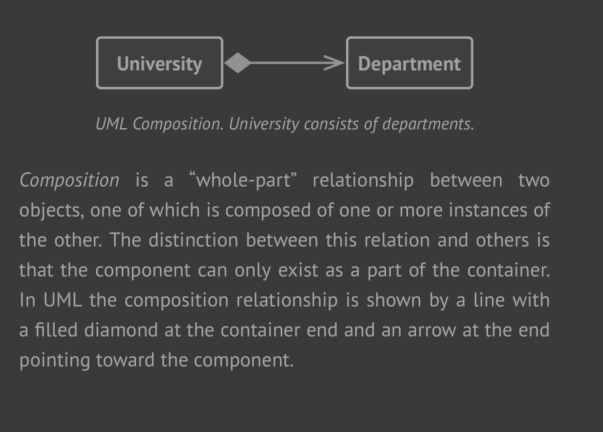 University Department
UML Composition. University consists of departments.
Composition is a “whole-part” relationship between two
objects, one of which is composed of one or more instances of
the other. The distinction between this relation and others is
that the component can only exist as a part of the container.
In UML the composition relationship is shown by a line with
a filled diamond at the container end and an arrow at the end
pointing toward the component.